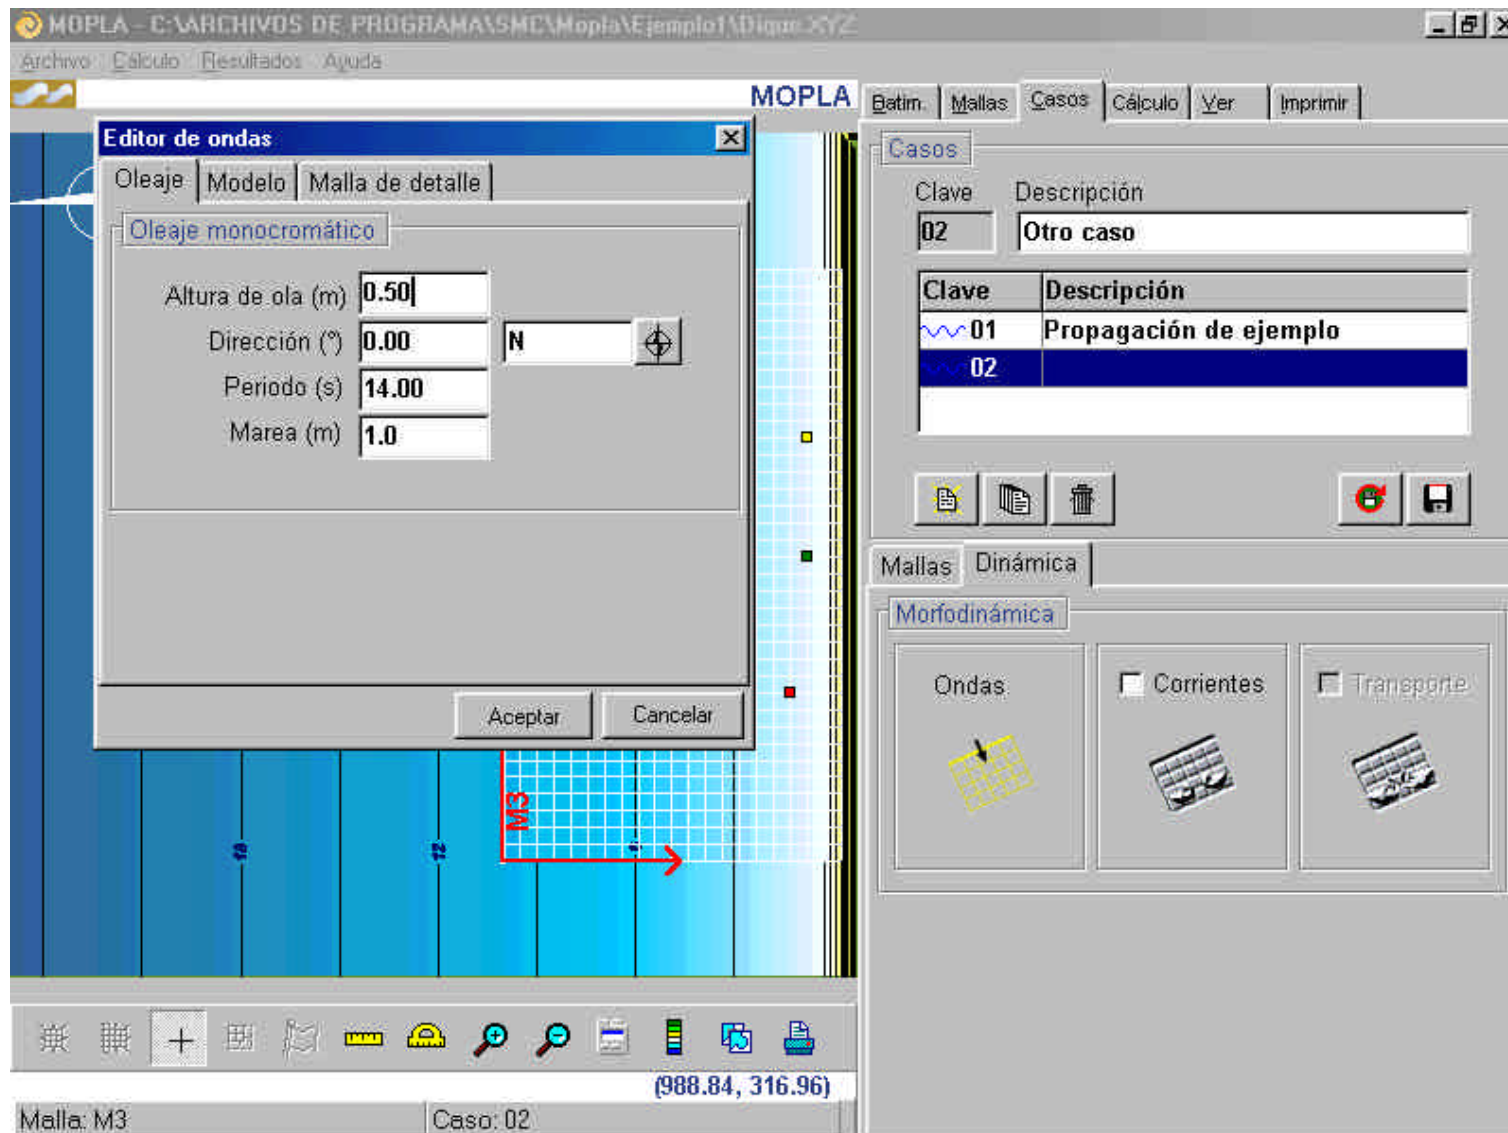 MOPLA - C:\ARCHIVOS DE PROGRAMA\SMC\Mopla\Ejemplo1\Dique.XYZ
Archivo Cálculo Resultados Ayuda
MOPLA
Batim. Mallas Casos Cálculo Ver Imprimir
Editor de ondas
Oleaje Modelo Malla de detalle
Oleaje monocromático
Altura de ola (m) 0.50
Dirección (º) 0.00 N
Periodo (s) 14.00
Marea (m) 1.0
Aceptar Cancelar
Casos
Clave Descripción
02 Otro caso
Clave Descripción
01 Propagación de ejemplo
02
Mallas Dinámica
Morfodinámica
Ondas Corrientes Transporte
M3
12
(988.84, 316.96)
Malla: M3 Caso: 02